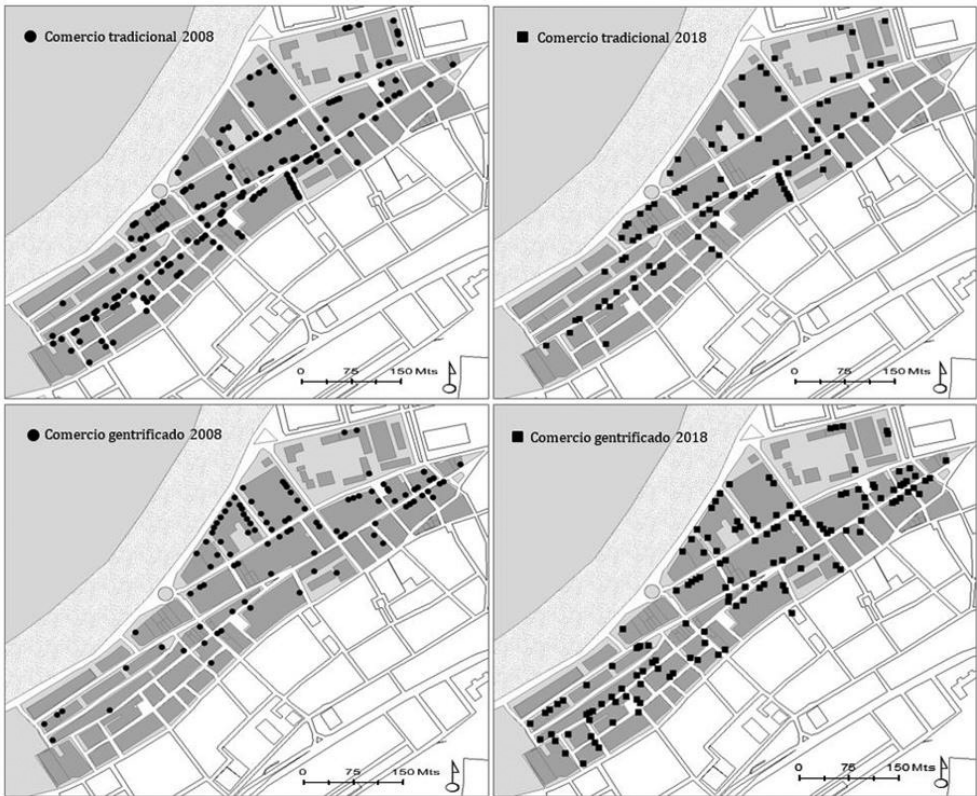 Comercio tradicional 2008
0 75 150 Mts
Comercio tradicional 2018
0 75 150 Mts
Comercio gentrificado 2008
0 75 150 Mts
Comercio gentrificado 2018
0 75 150 Mts